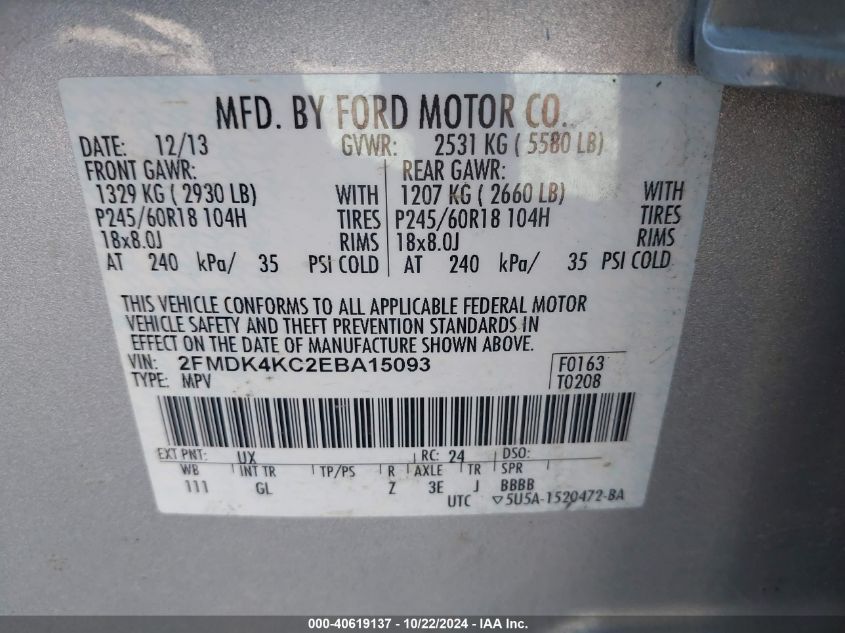 MFD. BY FORD MOTOR CO.
DATE: 12/13 GVWR: 2531 KG ( 5580 LB)
FRONT GAWR: REAR GAWR:
1329 KG ( 2930 LB) WITH 1207 KG ( 2660 LB) WITH
P245/60R18 104H TIRES P245/60R18 104H TIRES
18x8.0J RIMS 18x8.0J RIMS
AT 240 kPa/ 35 PSI COLD AT 240 kPa/ 35 PSI COLD
THIS VEHICLE CONFORMS TO ALL APPLICABLE FEDERAL MOTOR
VEHICLE SAFETY AND THEFT PREVENTION STANDARDS IN
EFFECT ON THE DATE OF MANUFACTURE SHOWN ABOVE.
VIN: 2FMDK4KC2EBA15093 F0163
TYPE: MPV T0208
EXT PNT: UX RC: 24 DSO:
WB INT TR TP/PS R AXLE TR SPR
111 GL Z 3E J BBBB
UTC ▽5U5A-1520472-BA
000-40619137 - 10/22/2024 - IAA Inc.